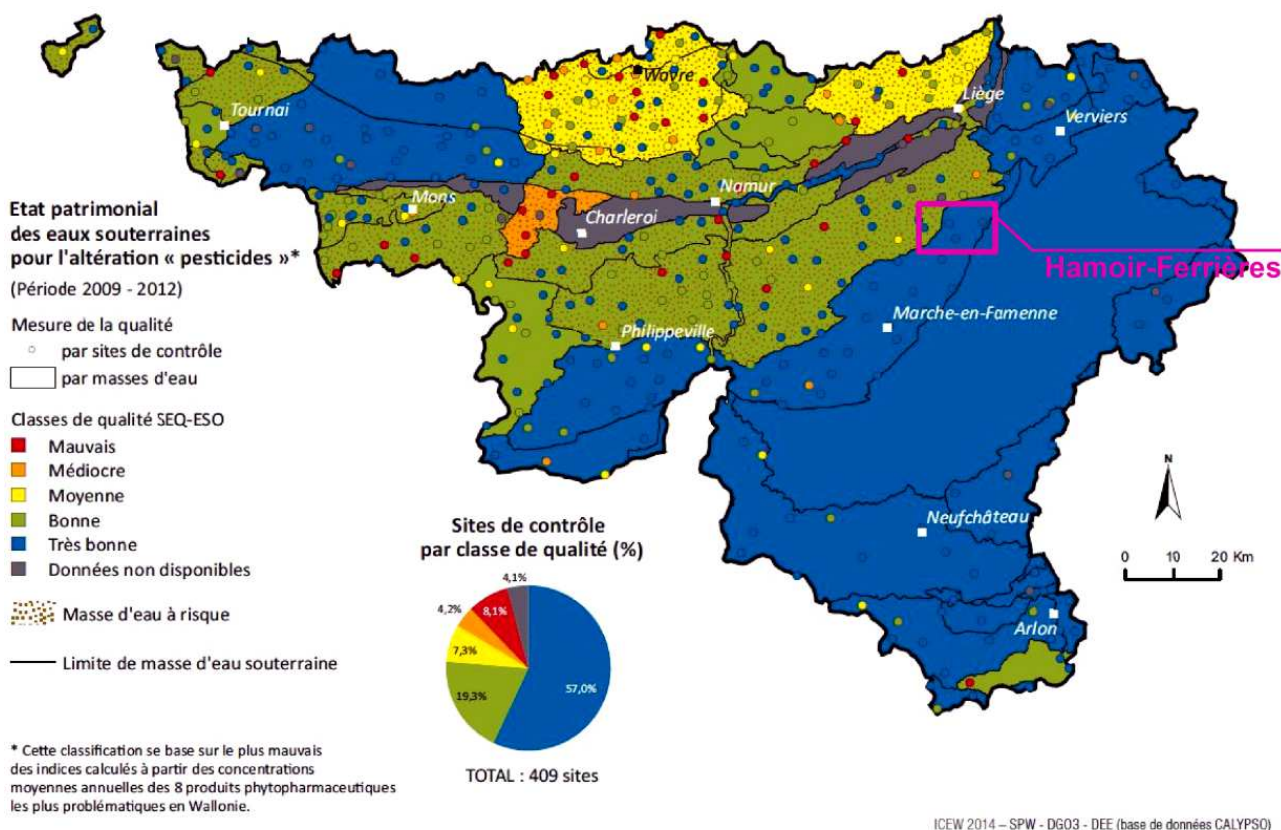 Etat patrimonial
des eaux souterraines
pour l'altération « pesticides »*
(Période 2009 - 2012)
Mesure de la qualité
par sites de contrôle
par masses d'eau
Classes de qualité SEQ-ESO
Mauvais
Médiocre
Moyenne
Bonne
Très bonne
Données non disponibles
Masse d'eau à risque
Limite de masse d'eau souterraine
* Cette classification se base sur le plus mauvais
des indices calculés à partir des concentrations
moyennes annuelles des 8 produits phytopharmaceutiques
les plus problématiques en Wallonie.
Tournai
Wavre
Liège
Verviers
Mons
Namur
Charleroi
Hamoir-Ferrières
Marche-en-Famenne
Philippeville
Neufchâteau
Arlon
N
0 10 20 Km
Sites de contrôle
par classe de qualité (%)
4,1%
4,2%
8,1%
7,3%
57,0%
19,3%
TOTAL : 409 sites
ICEW 2014 – SPW - DG03 - DEE (base de données CALYPSO)